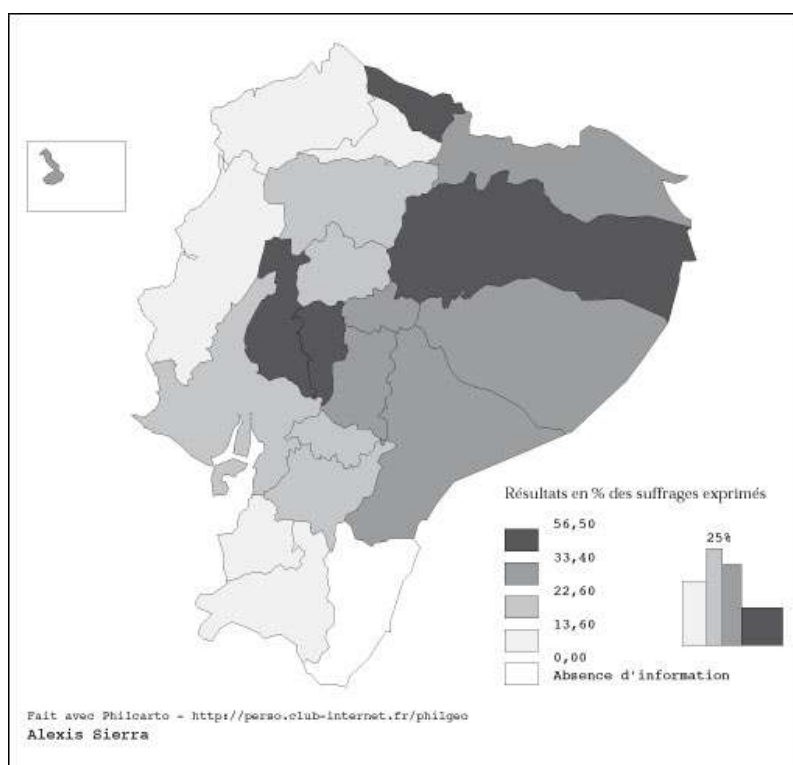 Résultats en % des suffrages exprimés
56,50
33,40
22,60
13,60
0,00
Absence d'information
25%
Fait avec Philcarto - http://perso.club-internet.fr/philgeo
Alexis Sierra